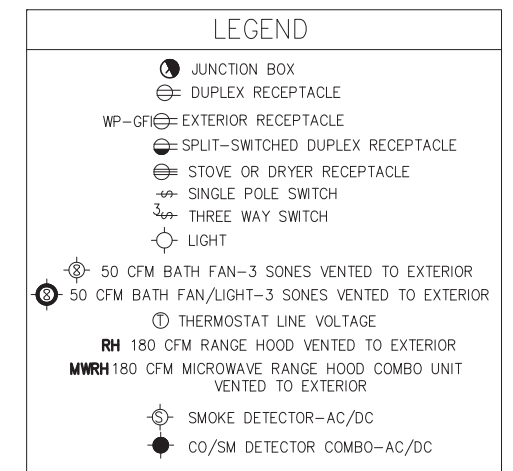 LEGEND
JUNCTION BOX
DUPLEX RECEPTACLE
WP-GFI EXTERIOR RECEPTACLE
SPLIT-SWITCHED DUPLEX RECEPTACLE
STOVE OR DRYER RECEPTACLE
SINGLE POLE SWITCH
3 THREE WAY SWITCH
LIGHT
50 CFM BATH FAN-3 SONES VENTED TO EXTERIOR
50 CFM BATH FAN/LIGHT-3 SONES VENTED TO EXTERIOR
T THERMOSTAT LINE VOLTAGE
RH 180 CFM RANGE HOOD VENTED TO EXTERIOR
MWRH 180 CFM MICROWAVE RANGE HOOD COMBO UNIT
VENTED TO EXTERIOR
S SMOKE DETECTOR-AC/DC
CO/SM DETECTOR COMBO-AC/DC